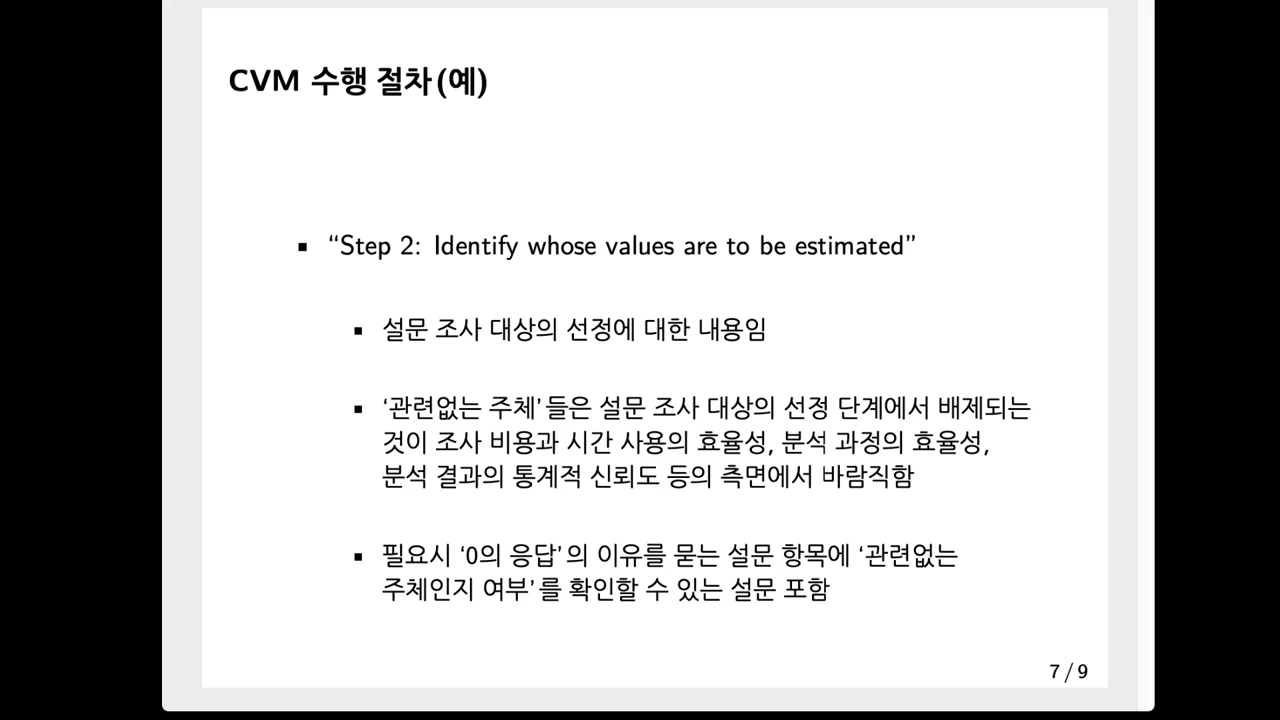 CVM 수행 절차(예)
▪ “Step 2: Identify whose values are to be estimated”
▪ 설문 조사 대상의 선정에 대한 내용임
▪ ‘관련없는 주체’들은 설문 조사 대상의 선정 단계에서 배제되는
것이 조사 비용과 시간 사용의 효율성, 분석 과정의 효율성,
분석 결과의 통계적 신뢰도 등의 측면에서 바람직함
▪ 필요시 ‘0의 응답’의 이유를 묻는 설문 항목에 ‘관련없는
주체인지 여부’를 확인할 수 있는 설문 포함
7 / 9